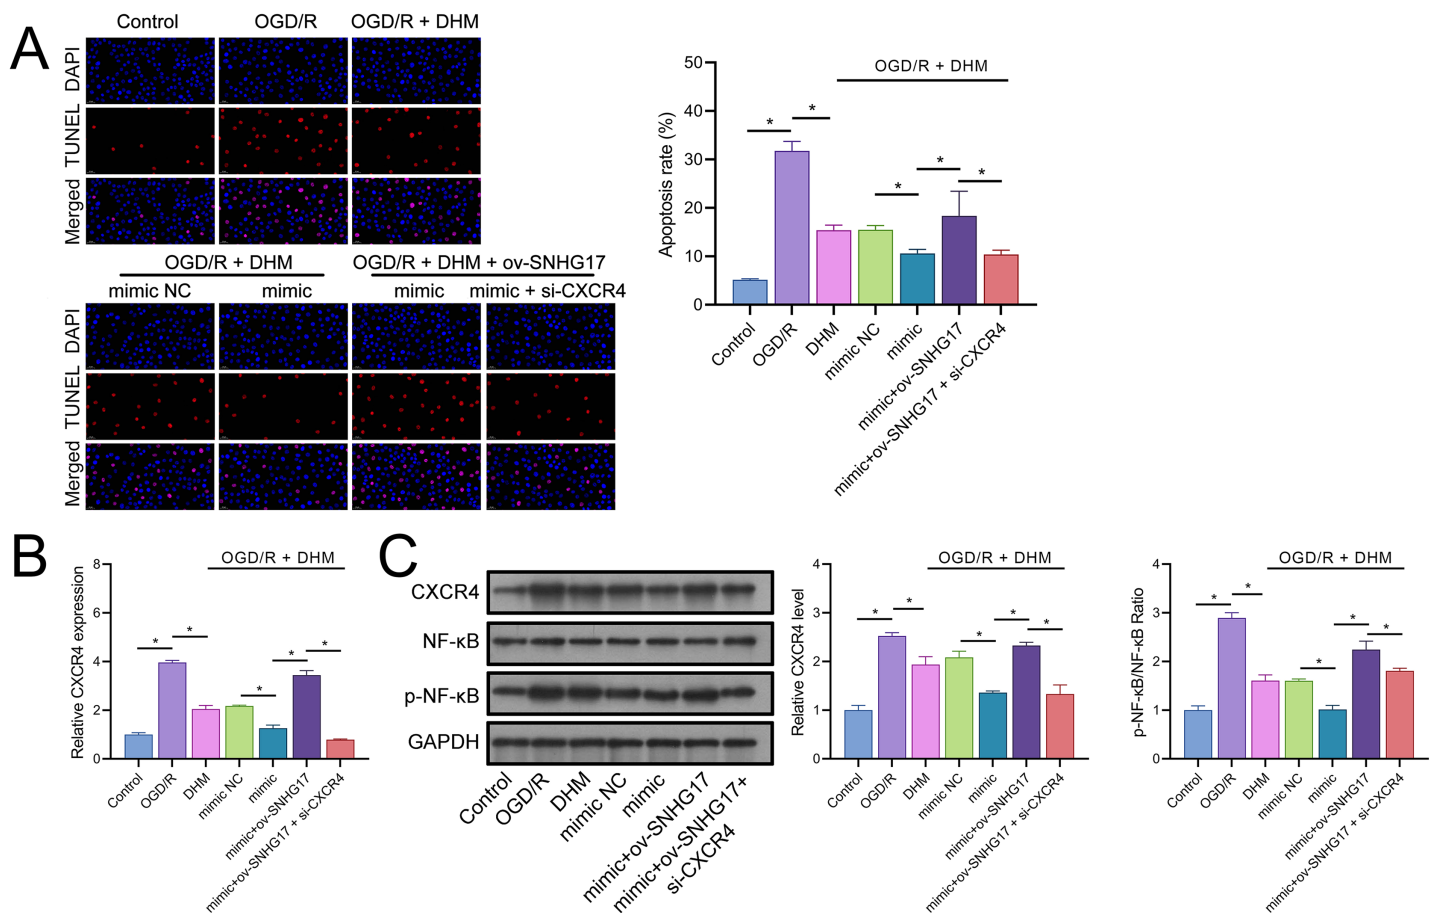 A
Control OGD/R OGD/R + DHM
DAPI
TUNEL
Merged
OGD/R + DHM OGD/R + DHM + ov-SNHG17
mimic NC mimic mimic mimic + si-CXCR4
DAPI
TUNEL
Merged
OGD/R + DHM
Apoptosis rate (%)
50
40
30
20
10
0
* * * * *
Control OGD/R DHM mimic NC mimic mimic+ov-SNHG17 mimic+ov-SNHG17 + si-CXCR4
B
OGD/R + DHM
Relative CXCR4 expression
8
6
4
2
0
* * * * *
Control OGD/R DHM mimic NC mimic mimic+ov-SNHG17 mimic+ov-SNHG17 + si-CXCR4
C
CXCR4
NF-κB
p-NF-κB
GAPDH
Control OGD/R DHM mimic NC mimic mimic+ov-SNHG17 mimic+ov-SNHG17+
si-CXCR4
OGD/R + DHM
Relative CXCR4 level
4
3
2
1
0
* * * * *
Control OGD/R DHM mimic NC mimic mimic+ov-SNHG17 mimic+ov-SNHG17 + si-CXCR4
OGD/R + DHM
p-NF-κB/NF-κB Ratio
4
3
2
1
0
* * * * *
Control OGD/R DHM mimic NC mimic mimic+ov-SNHG17 mimic+ov-SNHG17 + si-CXCR4